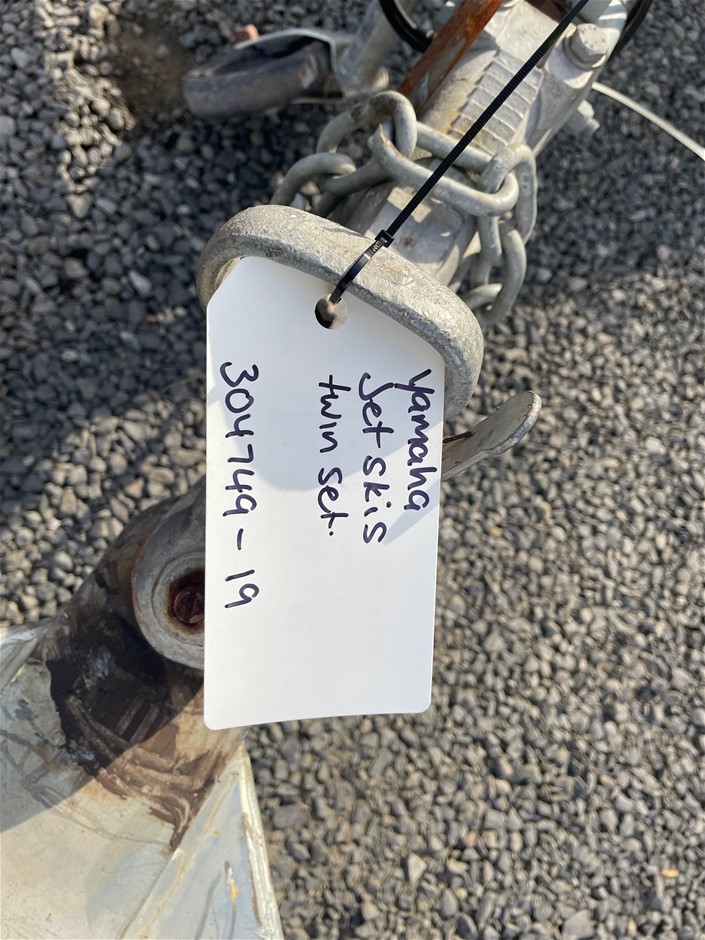 Yamaha
Jet skis
twin set.
304749-19